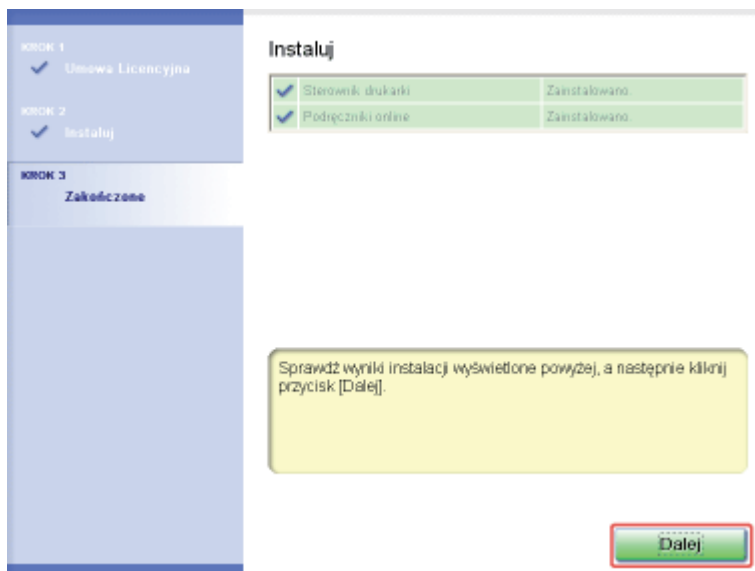 KROK 1
Umowa Licencyjna
KROK 2
Instaluj
KROK 3
Zakończone
Instaluj
Sterownik drukarki Zainstalowano.
Podręczniki online Zainstalowano.
Sprawdź wyniki instalacji wyświetlone powyżej, a następnie kliknij
przycisk [Dalej].
Dalej